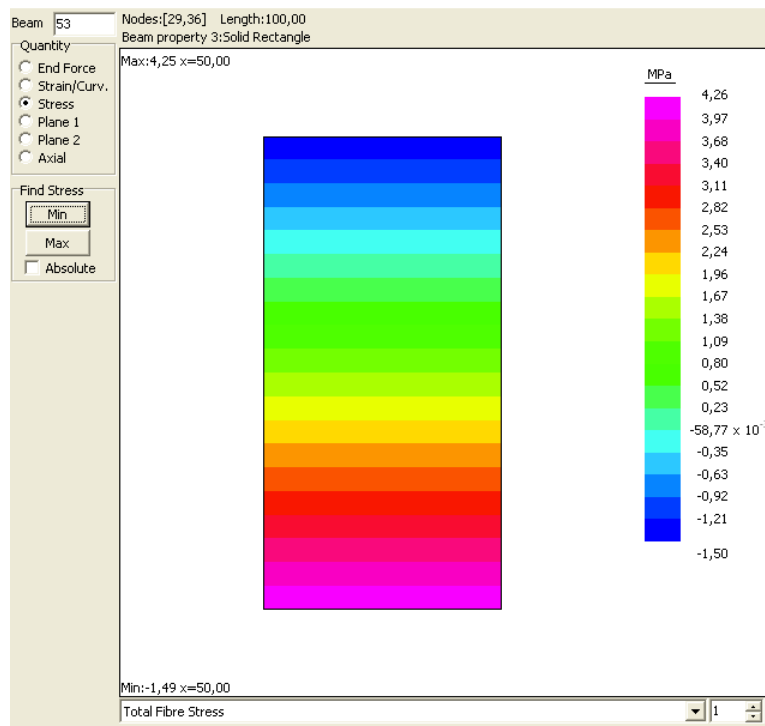 Beam 53 Nodes:[29,36] Length:100,00
Beam property 3:Solid Rectangle
Quantity
End Force
Strain/Curv.
Stress
Plane 1
Plane 2
Axial
Find Stress
Min
Max
Absolute
Max:4,25 x=50,00
MPa
4,26
3,97
3,68
3,40
3,11
2,82
2,53
2,24
1,96
1,67
1,38
1,09
0,80
0,52
0,23
-58,77 x 10
-0,35
-0,63
-0,92
-1,21
-1,50
Min:-1,49 x=50,00
Total Fibre Stress 1